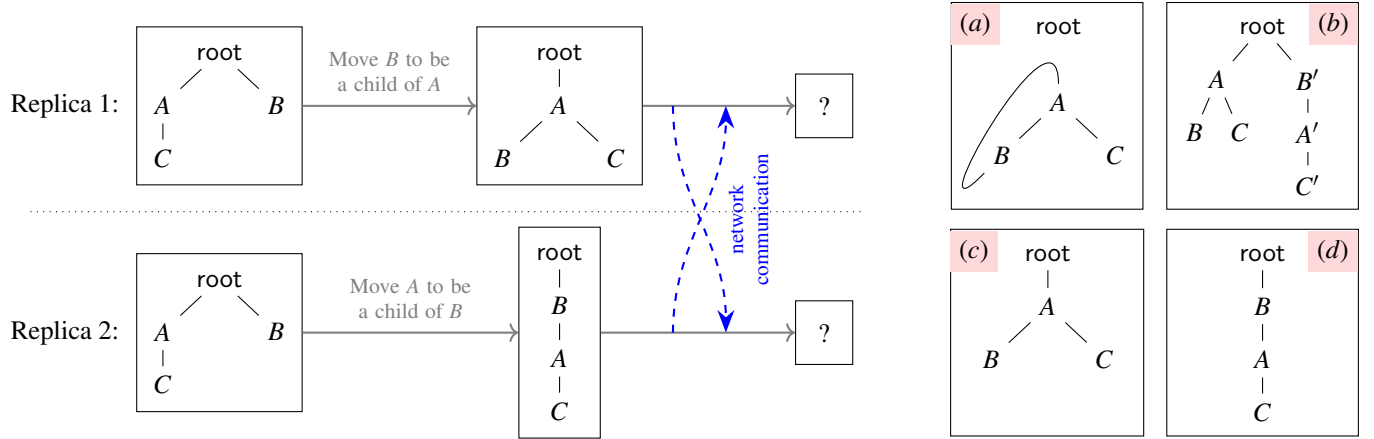 Replica 1:
root
A
B
C
Move B to be
a child of A
root
A
B
C
?
network
communication
Replica 2:
root
A
B
C
Move A to be
a child of B
root
B
A
C
?
(a)
root
A
B
C
(b)
root
A
B′
B
C
A′
C′
(c)
root
A
B
C
(d)
root
B
A
C